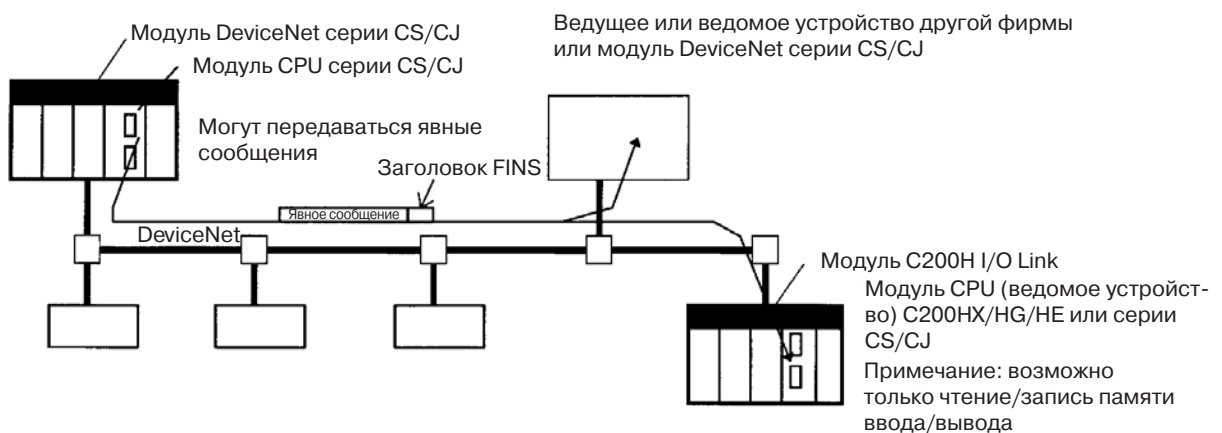 Модуль DeviceNet серии CS/CJ
Модуль CPU серии CS/CJ
Могут передаваться явные
сообщения
Ведущее или ведомое устройство другой фирмы
или модуль DeviceNet серии CS/CJ
Заголовок FINS
Явное сообщение
DeviceNet
Модуль C200H I/O Link
Модуль CPU (ведомое устройст-
во) C200HX/HG/HE или серии
CS/CJ
Примечание: возможно
только чтение/запись памяти
ввода/вывода